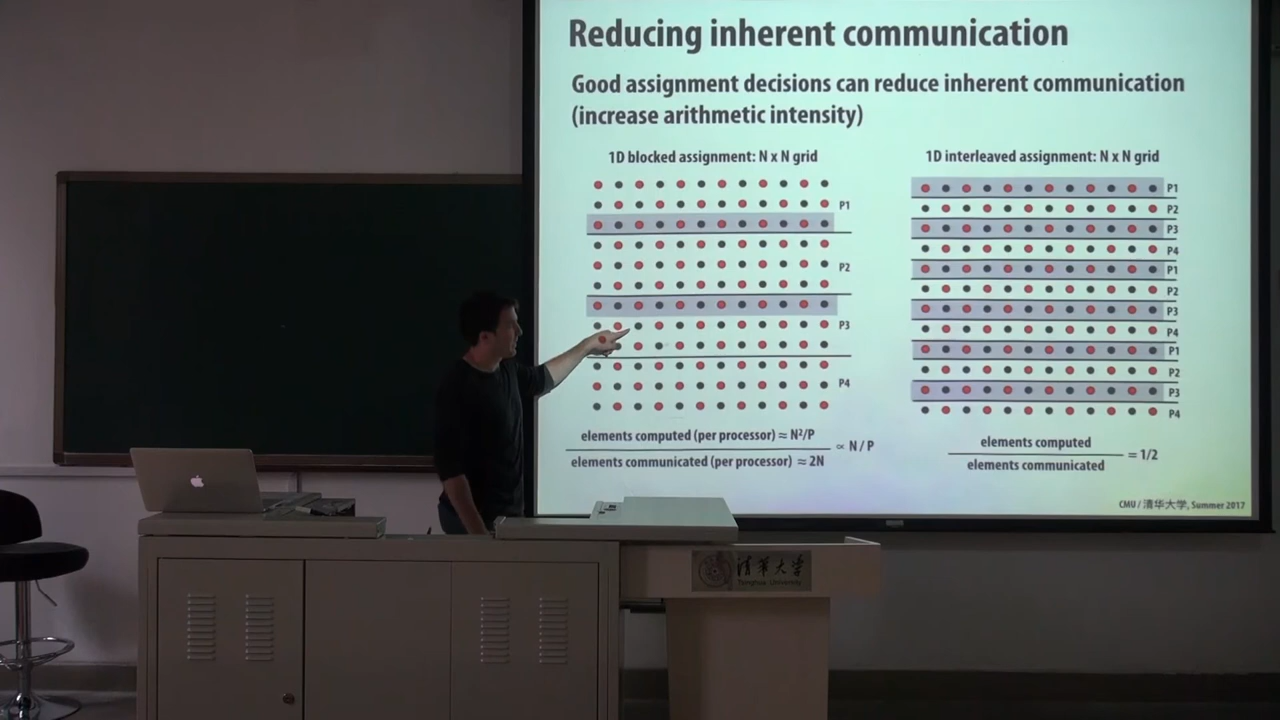 Reducing inherent communication
Good assignment decisions can reduce inherent communication
(increase arithmetic intensity)
1D blocked assignment: N x N grid
P1
P2
P3
P4
elements computed (per processor) ≈ N²/P
elements communicated (per processor) ≈ 2N
∝ N / P
1D interleaved assignment: N x N grid
P1
P2
P3
P4
P1
P2
P3
P4
P1
P2
P3
P4
elements computed
elements communicated
= 1/2
CMU / 清华大学, Summer 2017
清華大学
Tsinghua University